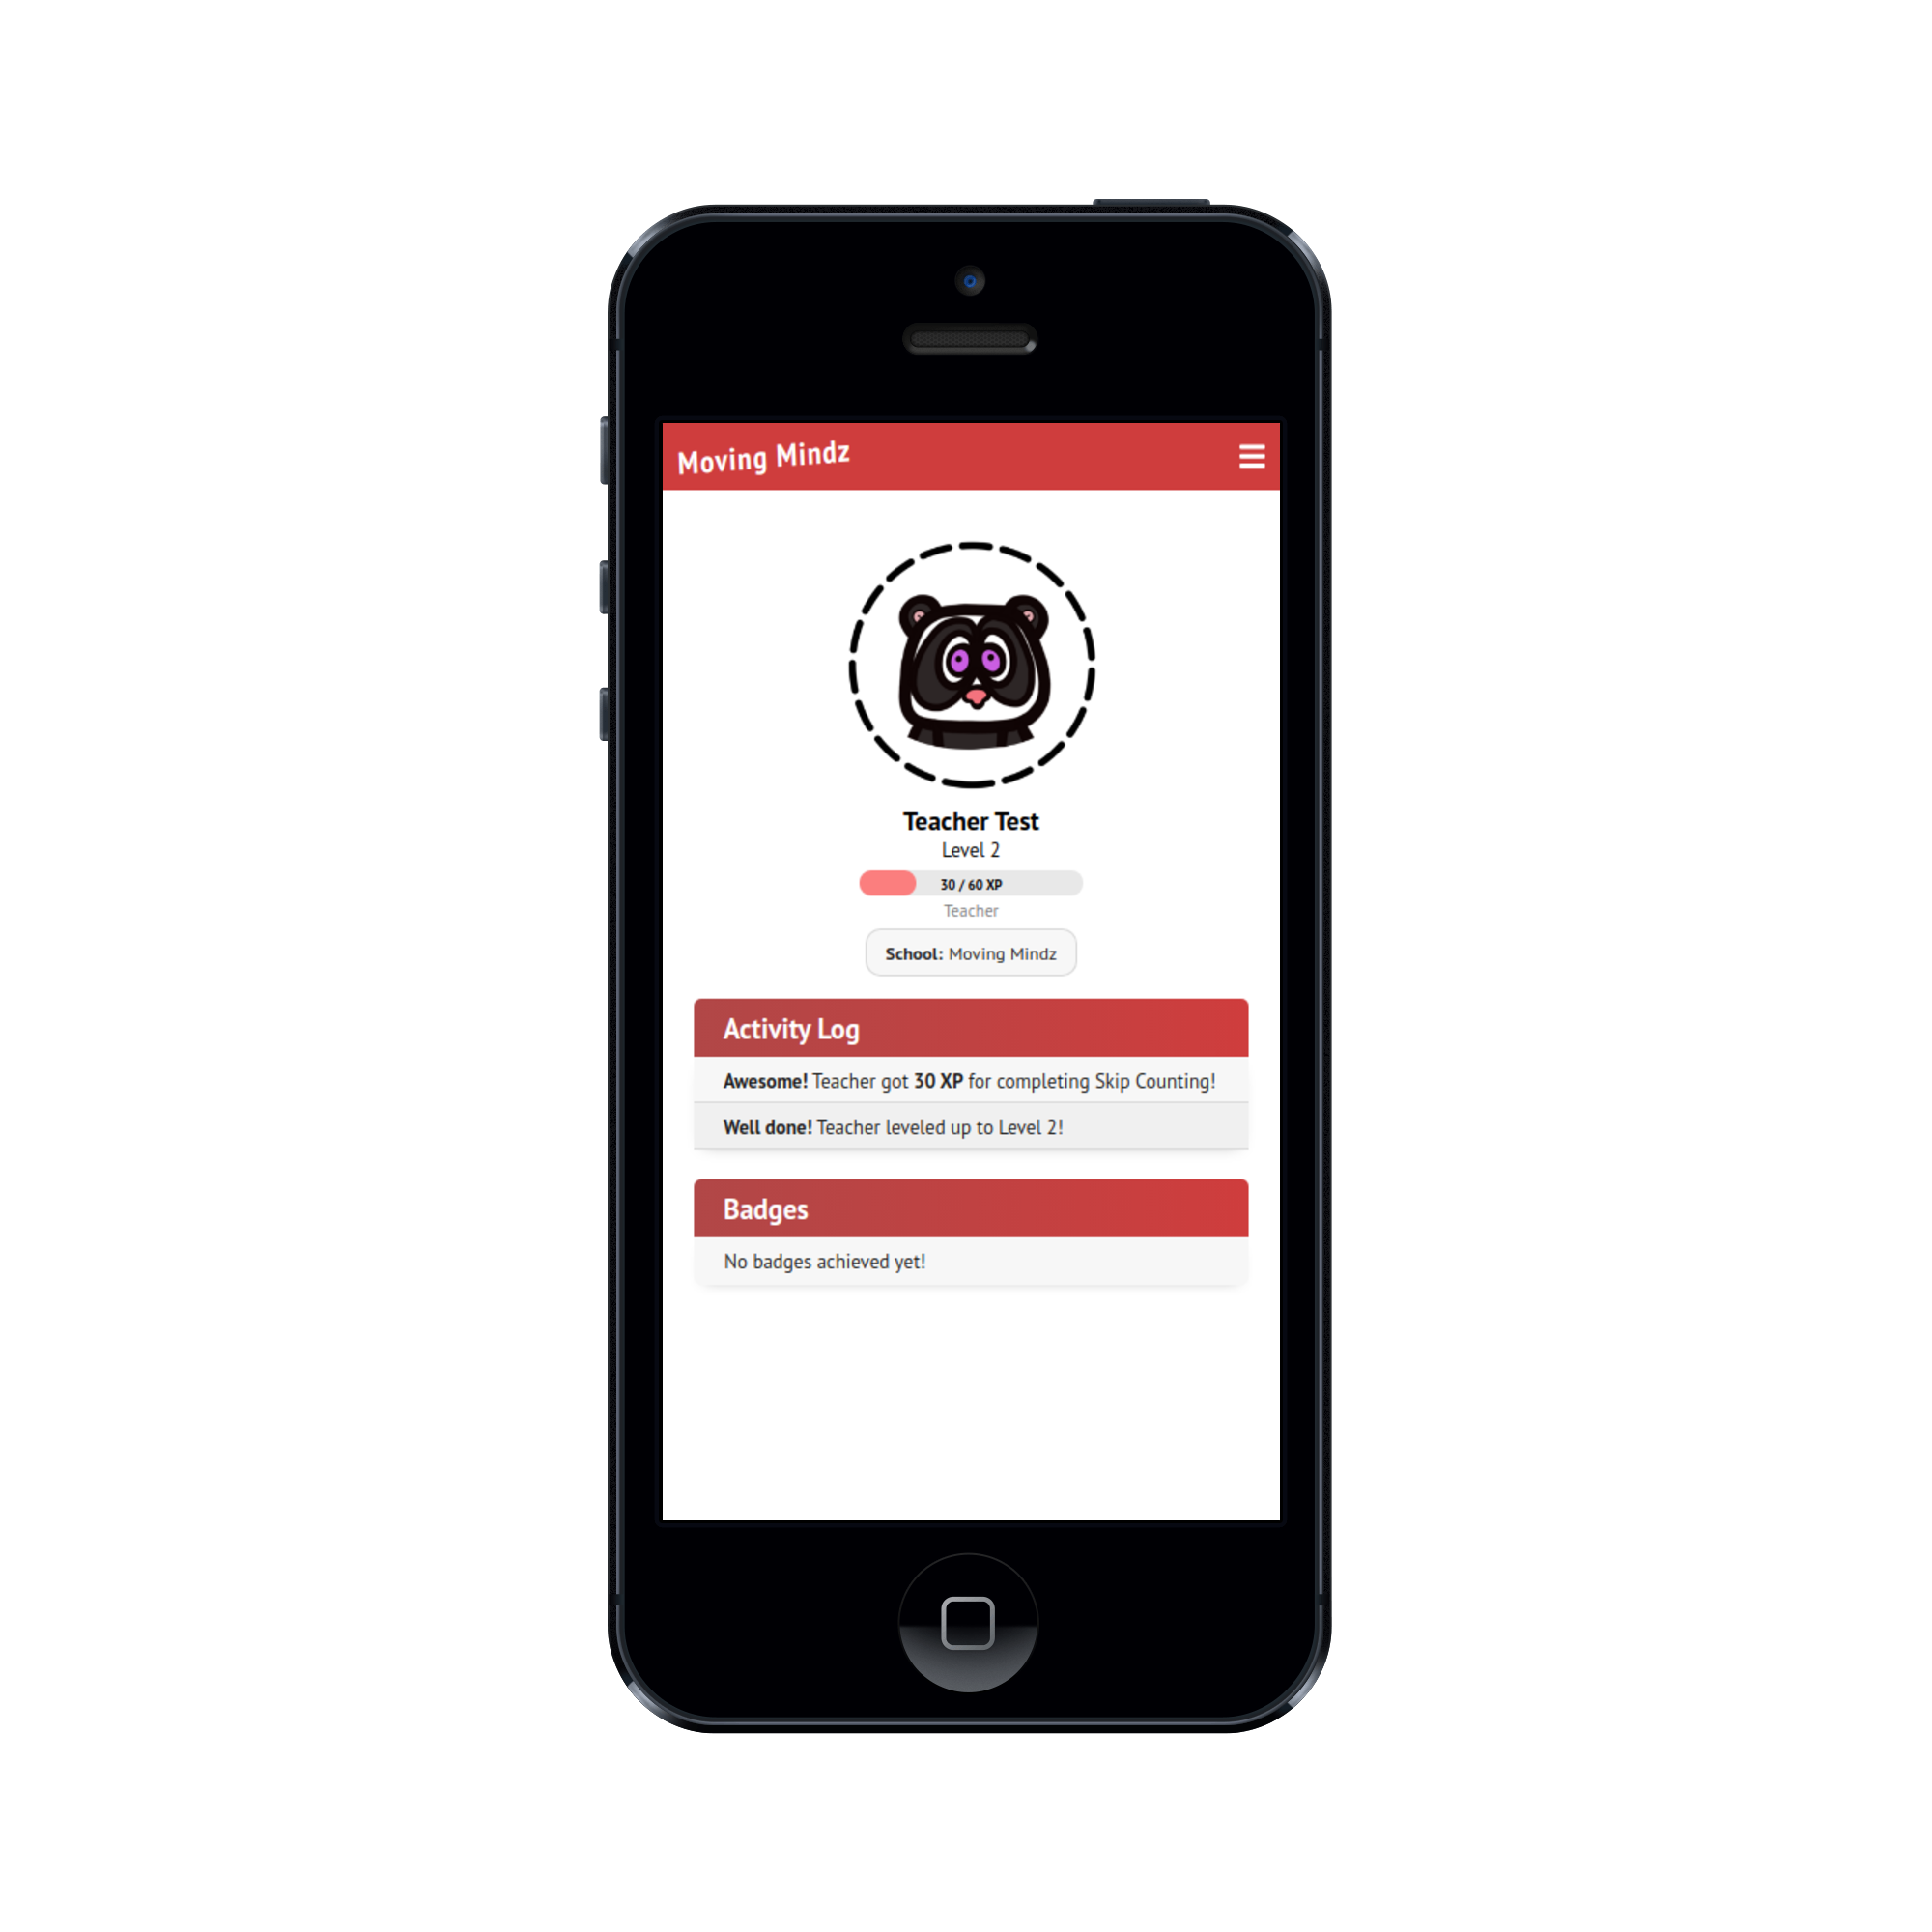 Moving Mindz
Teacher Test
Level 2
30 / 60 XP
Teacher
School: Moving Mindz
Activity Log
Awesome! Teacher got 30 XP for completing Skip Counting!
Well done! Teacher leveled up to Level 2!
Badges
No badges achieved yet!